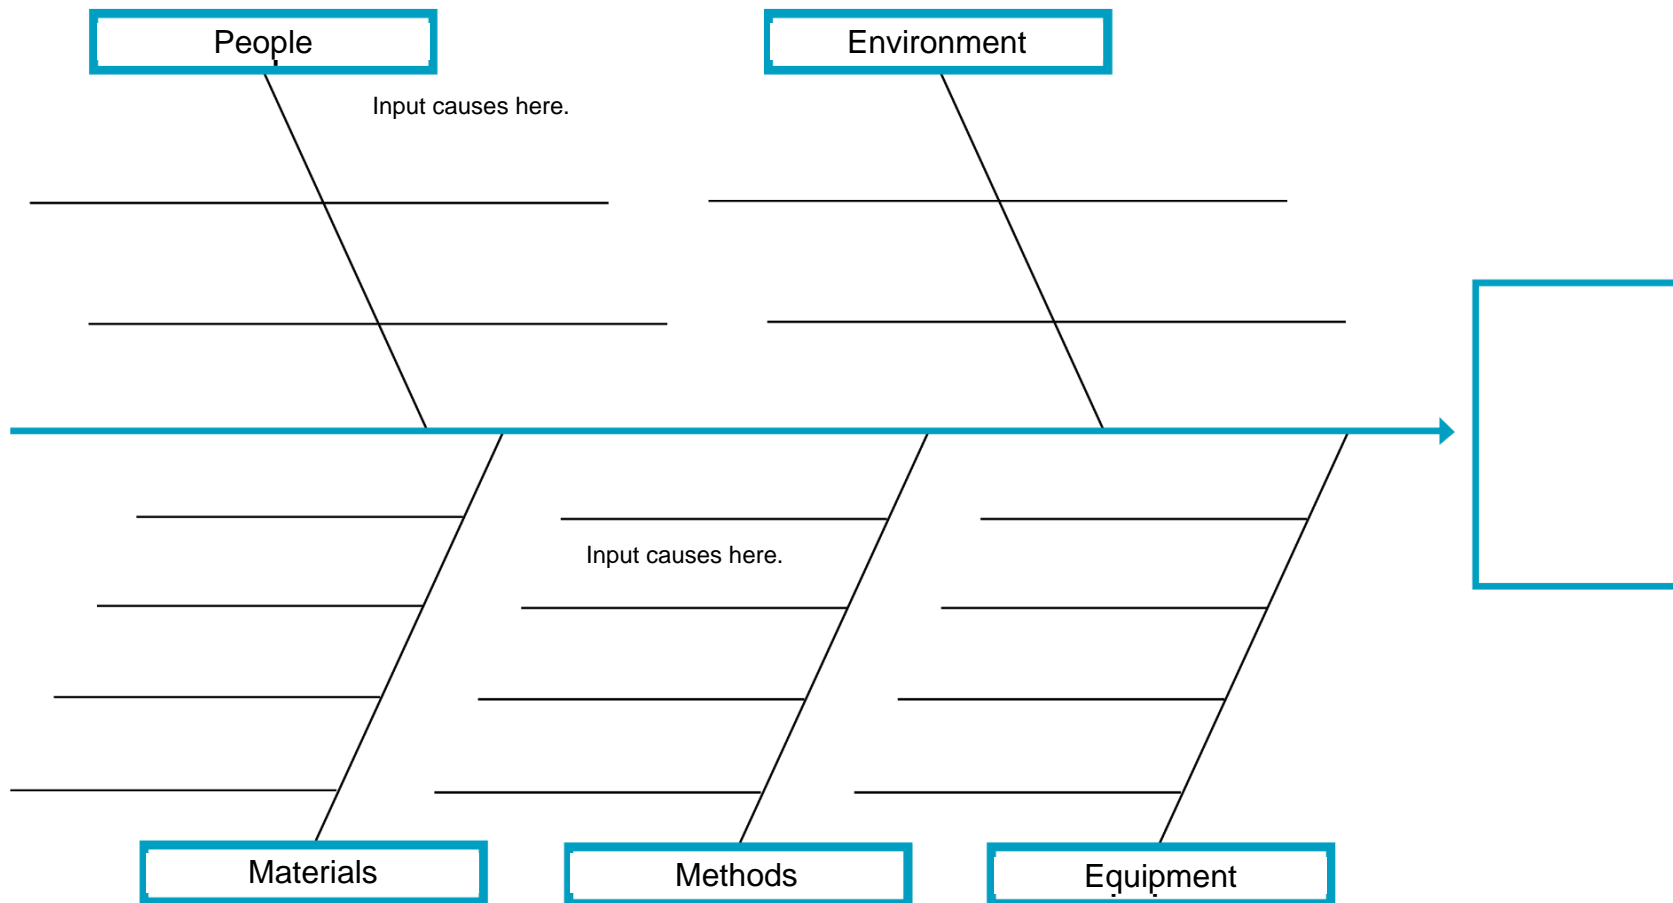 People
Environment
Input causes here.
Input causes here.
Materials
Methods
Equipment